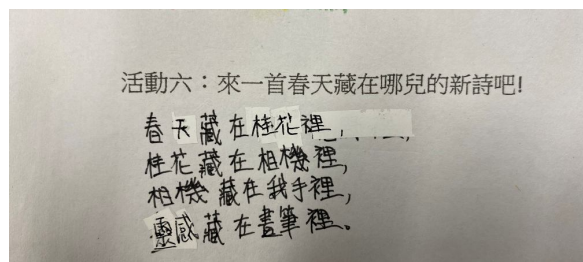 活動六：來一首春天藏在哪兒的新詩吧!
春天藏在桂花裡，
桂花藏在相機裡，
相機藏在我手裡，
靈感藏在畫筆裡。